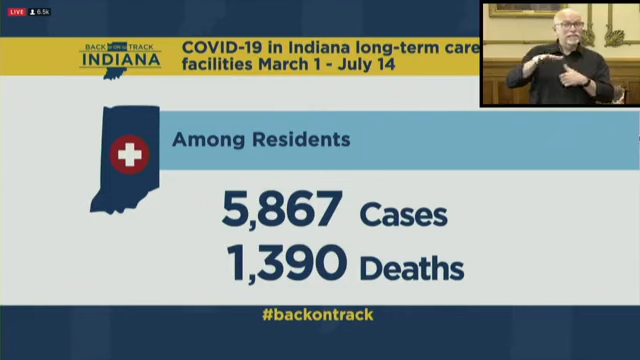 LIVE 6.5k
BACK ON TRACK
INDIANA
COVID-19 in Indiana long-term care
facilities March 1 - July 14
Among Residents
5,867 Cases
1,390 Deaths
#backontrack